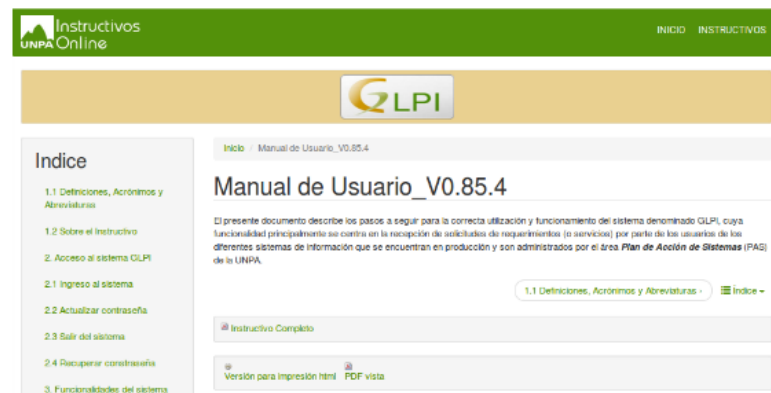 Instructivos
UNPA Online
INICIO INSTRUCTIVOS
GLPI
Indice
1.1 Definiciones, Acrónimos y
Abreviaturas
1.2 Sobre el Instructivo
2. Acceso al sistema GLPI
2.1 Ingreso al sistema
2.2 Actualizar contraseña
2.3 Salir del sistema
2.4 Recuperar constraseña
3. Funcionalidades del sistema
Inicio / Manual de Usuario_V0.85.4
Manual de Usuario_V0.85.4
El presente documento describe los pasos a seguir para la correcta utilización y funcionamiento del sistema denominado GLPI, cuya
funcionalidad principalmente se centra en la recepción de solicitudes de requerimientos (o servicios) por parte de los usuarios de los
diferentes sistemas de información que se encuentran en producción y son administrados por el área Plan de Acción de Sistemas (PAS)
de la UNPA.
1.1 Definiciones, Acrónimos y Abreviaturas › Índice
Instructivo Completo
Versión para impresión html PDF vista